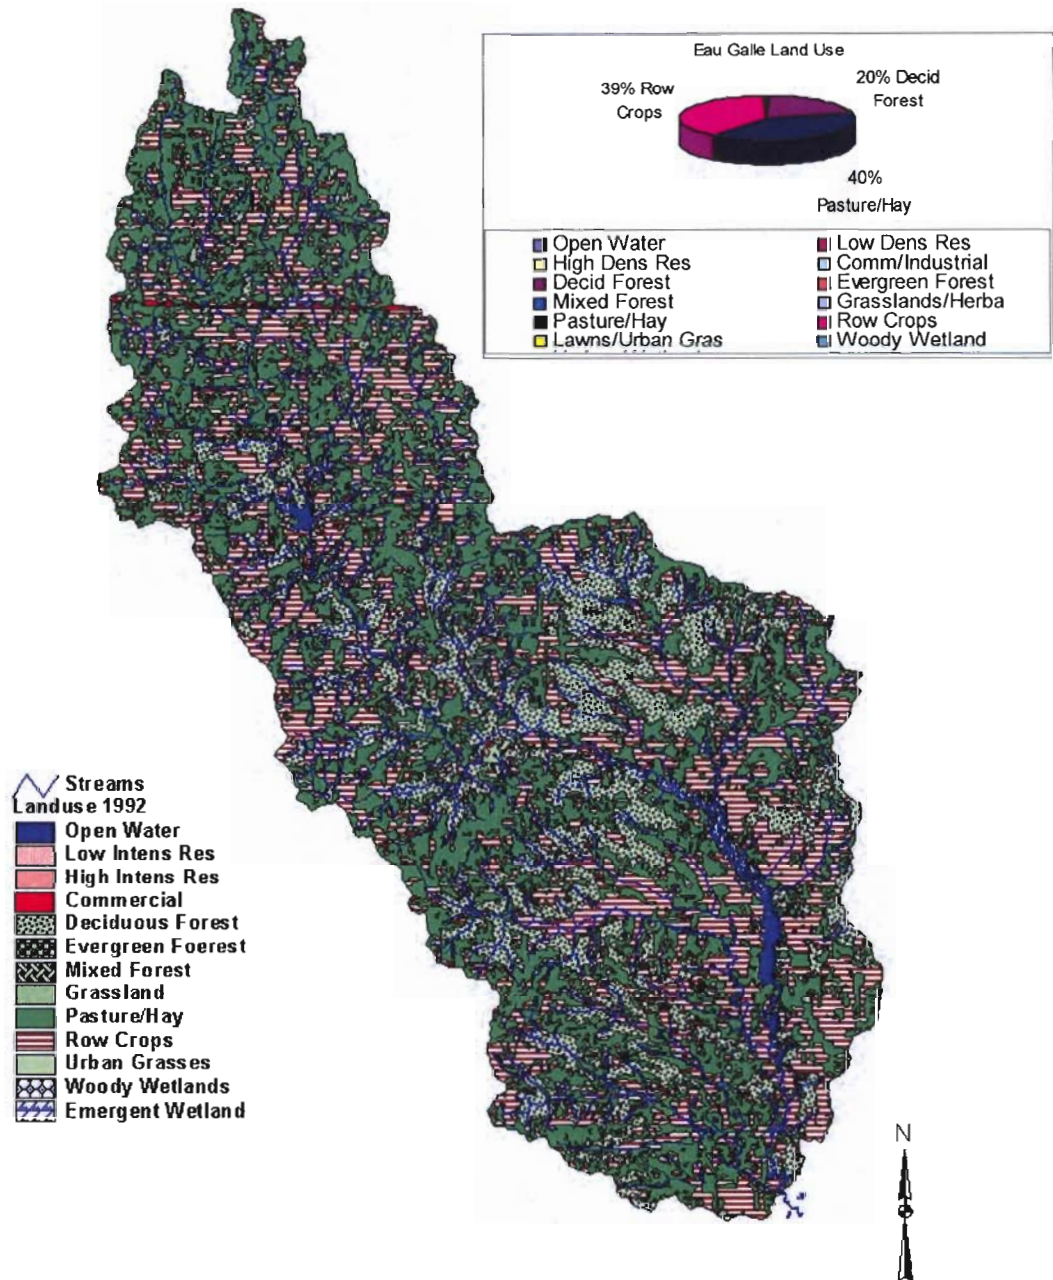 Eau Galle Land Use
39% Row
Crops
20% Decid
Forest
40%
Pasture/Hay
Open Water
Low Dens Res
High Dens Res
Comm/Industrial
Decid Forest
Evergreen Forest
Mixed Forest
Grasslands/Herba
Pasture/Hay
Row Crops
Lawns/Urban Gras
Woody Wetland
Streams
Landuse 1992
Open Water
Low Intens Res
High Intens Res
Commercial
Deciduous Forest
Evergreen Foerest
Mixed Forest
Grassland
Pasture/Hay
Row Crops
Urban Grasses
Woody Wetlands
Emergent Wetland
N